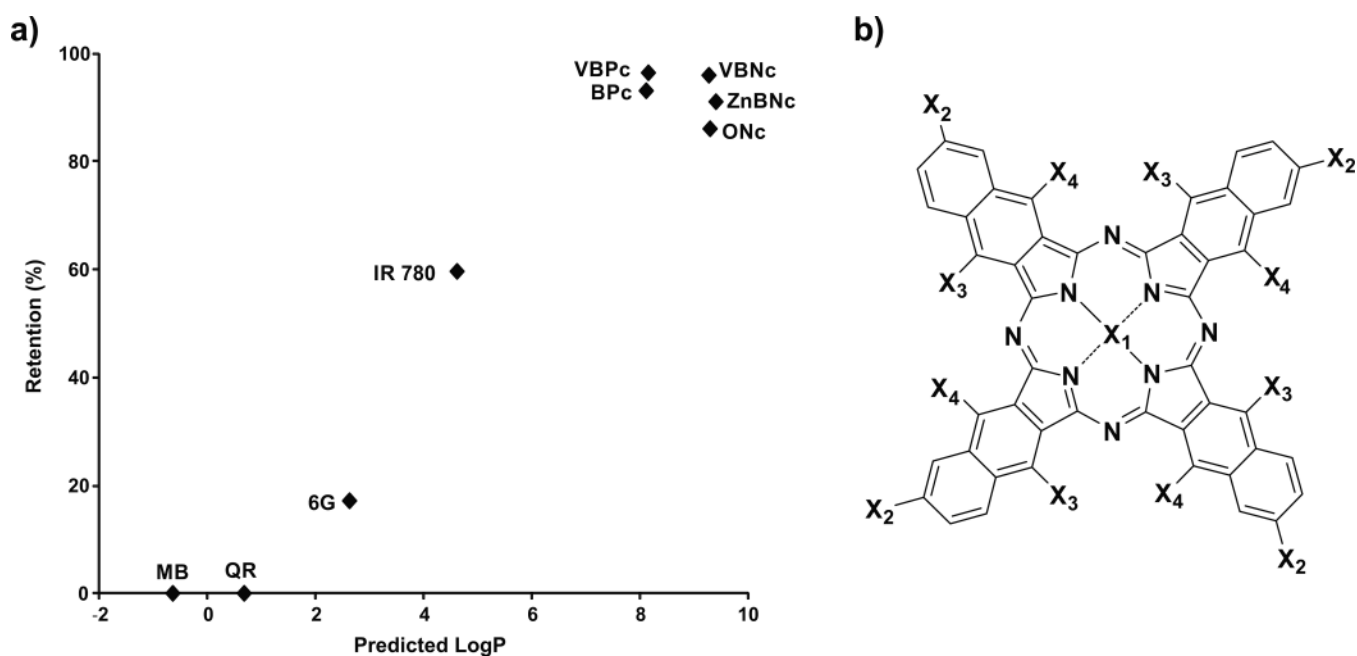 a)
100
80
60
40
20
0
Retention (%)
VBPc
BPc
VBNc
ZnBNc
ONc
IR 780
6G
MB
QR
-2
0
2
4
6
8
10
Predicted LogP
b)
X2
X4
X3
X2
N
X3
X4
N
N
N
X1
N
N
N
X4
X3
N
X2
X3
X4
X2